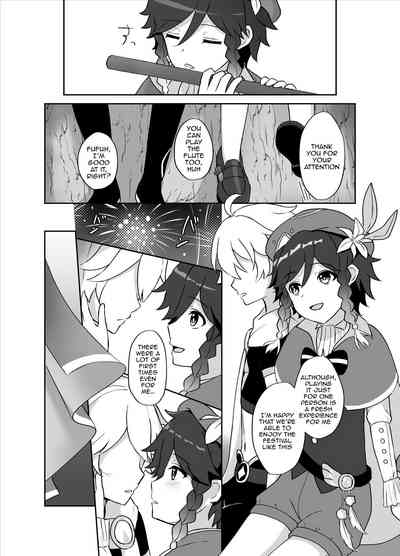 す、
THANK YOU
FOR YOUR
ATTENTION
YOU
CAN
PLAY
THE
FLUTE
TOO,
HUH
FUFUH,
I'M
GOOD
AT IT,
RIGHT?
ALTHOUGH,
PLAYING IT
JUST FOR
ONE
PERSON IS
A FRESH
EXPERIENCE
FOR ME
I'M HAPPY
THAT WE'RE
ABLE TO
ENJOY THE
FESTIVAL
LIKE THIS
THERE WERE
A LOT
OF FIRST
TIMES EVEN
FOR
ME...